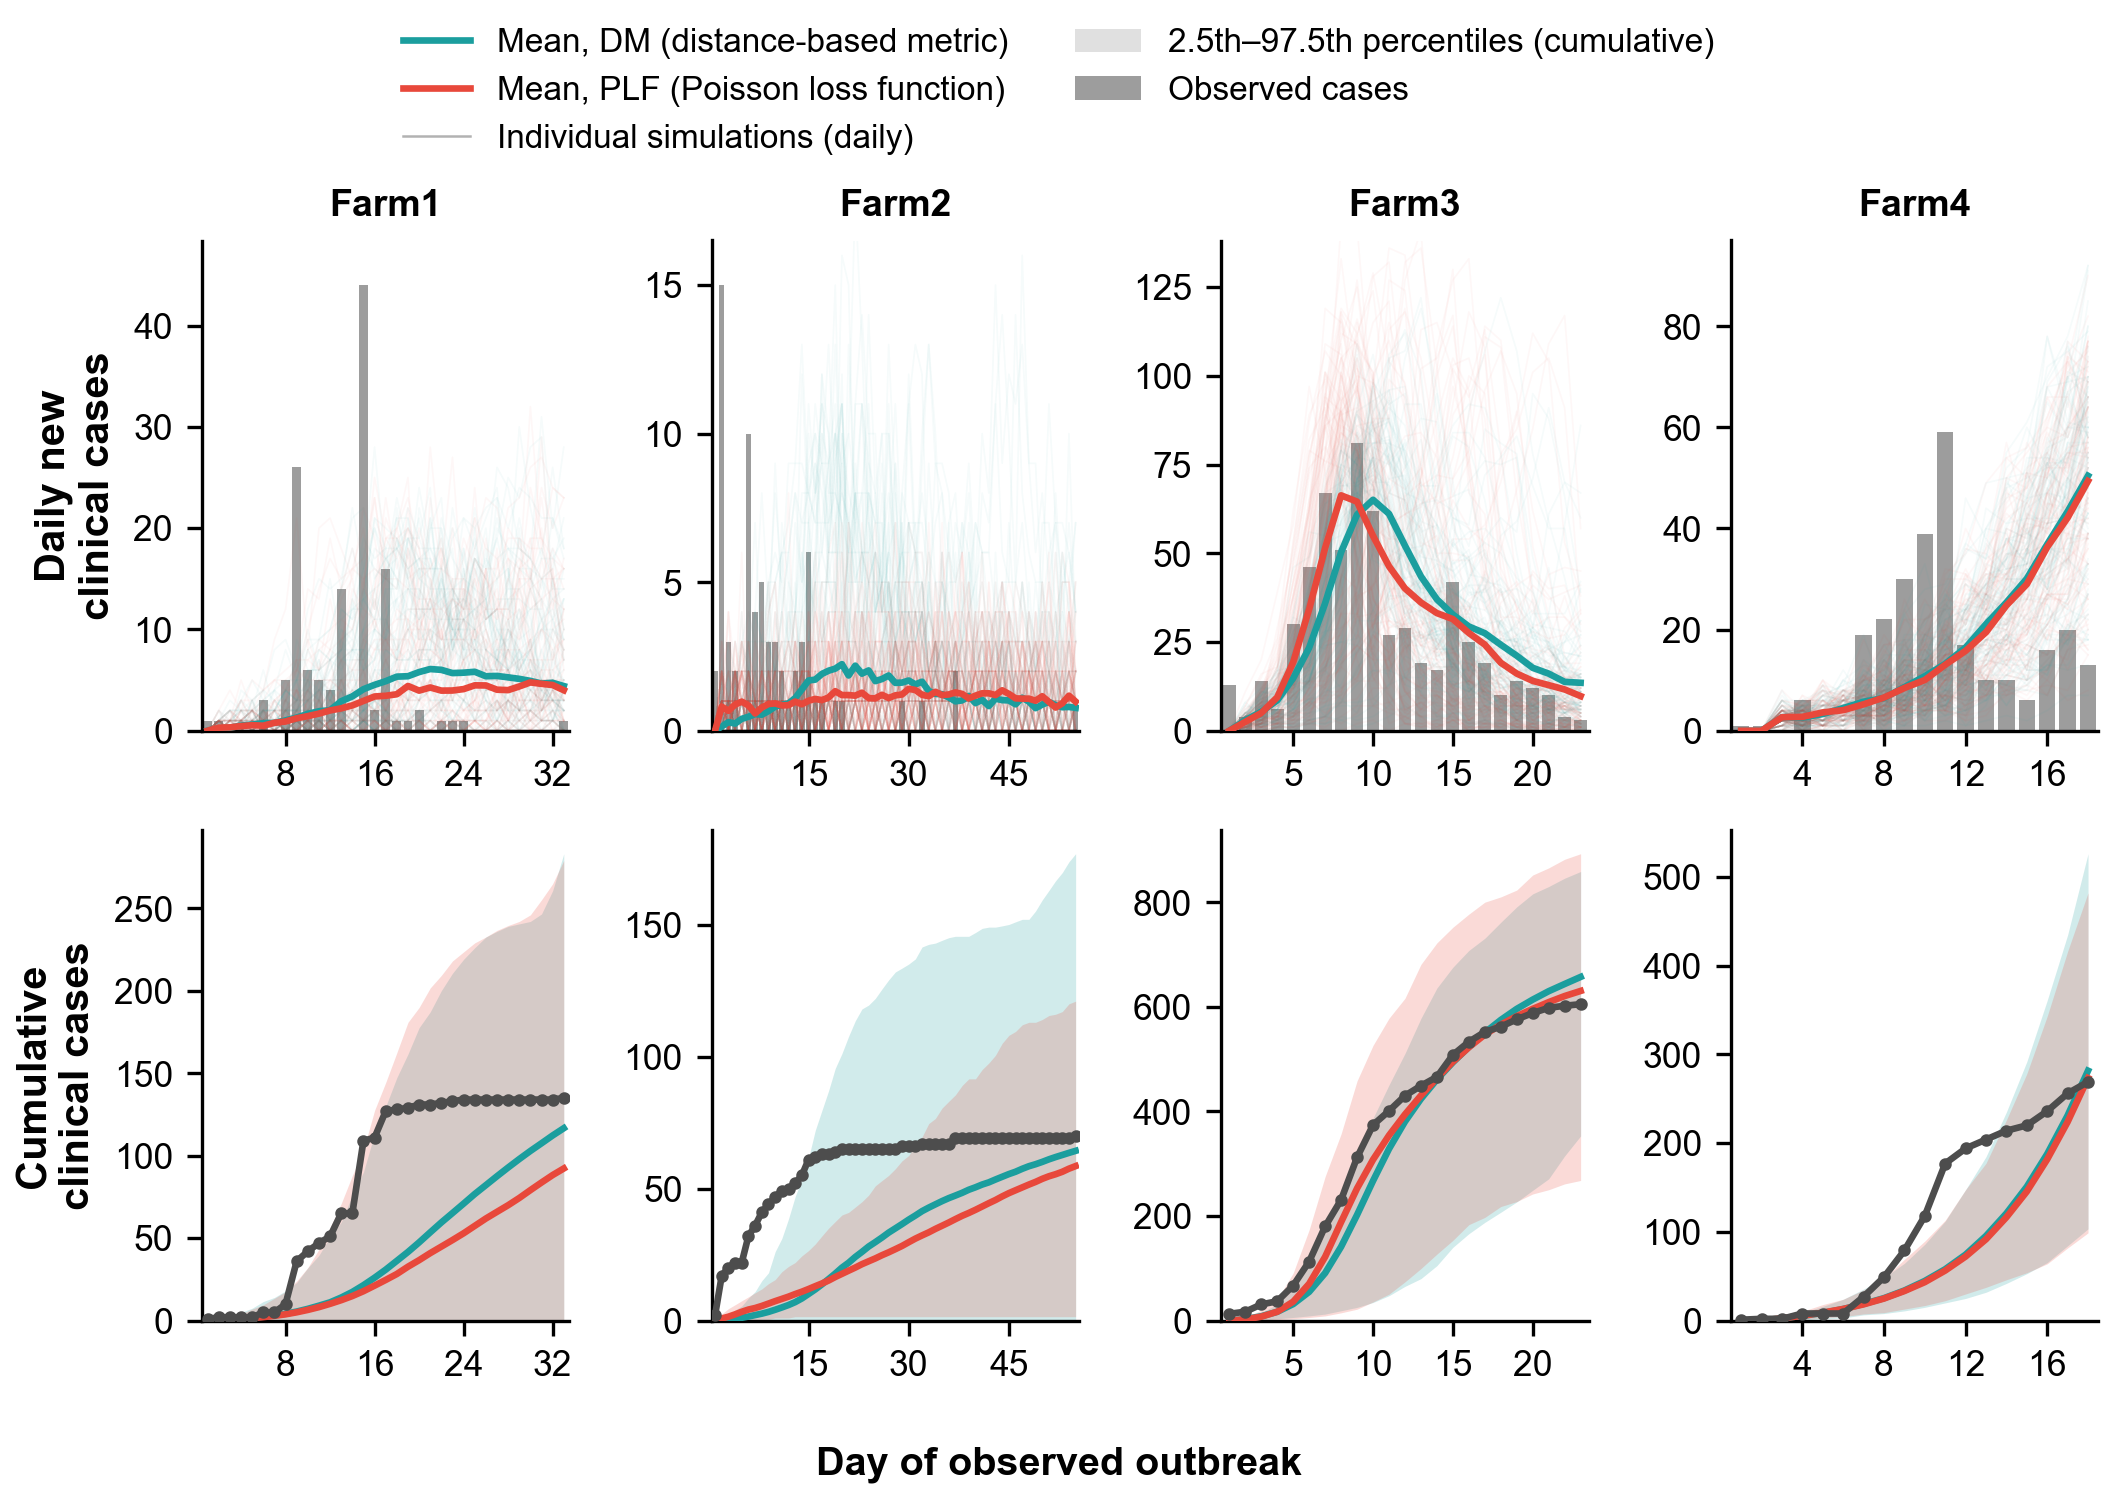 Mean, DM (distance-based metric)
Mean, PLF (Poisson loss function)
Individual simulations (daily)
2.5th–97.5th percentiles (cumulative)
Observed cases
Farm1
Farm2
Farm3
Farm4
Daily new
clinical cases
40
30
20
10
0
8 16 24 32
15
10
5
0
15 30 45
125
100
75
50
25
0
5 10 15 20
80
60
40
20
0
4 8 12 16
Cumulative
clinical cases
250
200
150
100
50
0
8 16 24 32
150
100
50
0
15 30 45
800
600
400
200
0
5 10 15 20
500
400
300
200
100
0
4 8 12 16
Day of observed outbreak